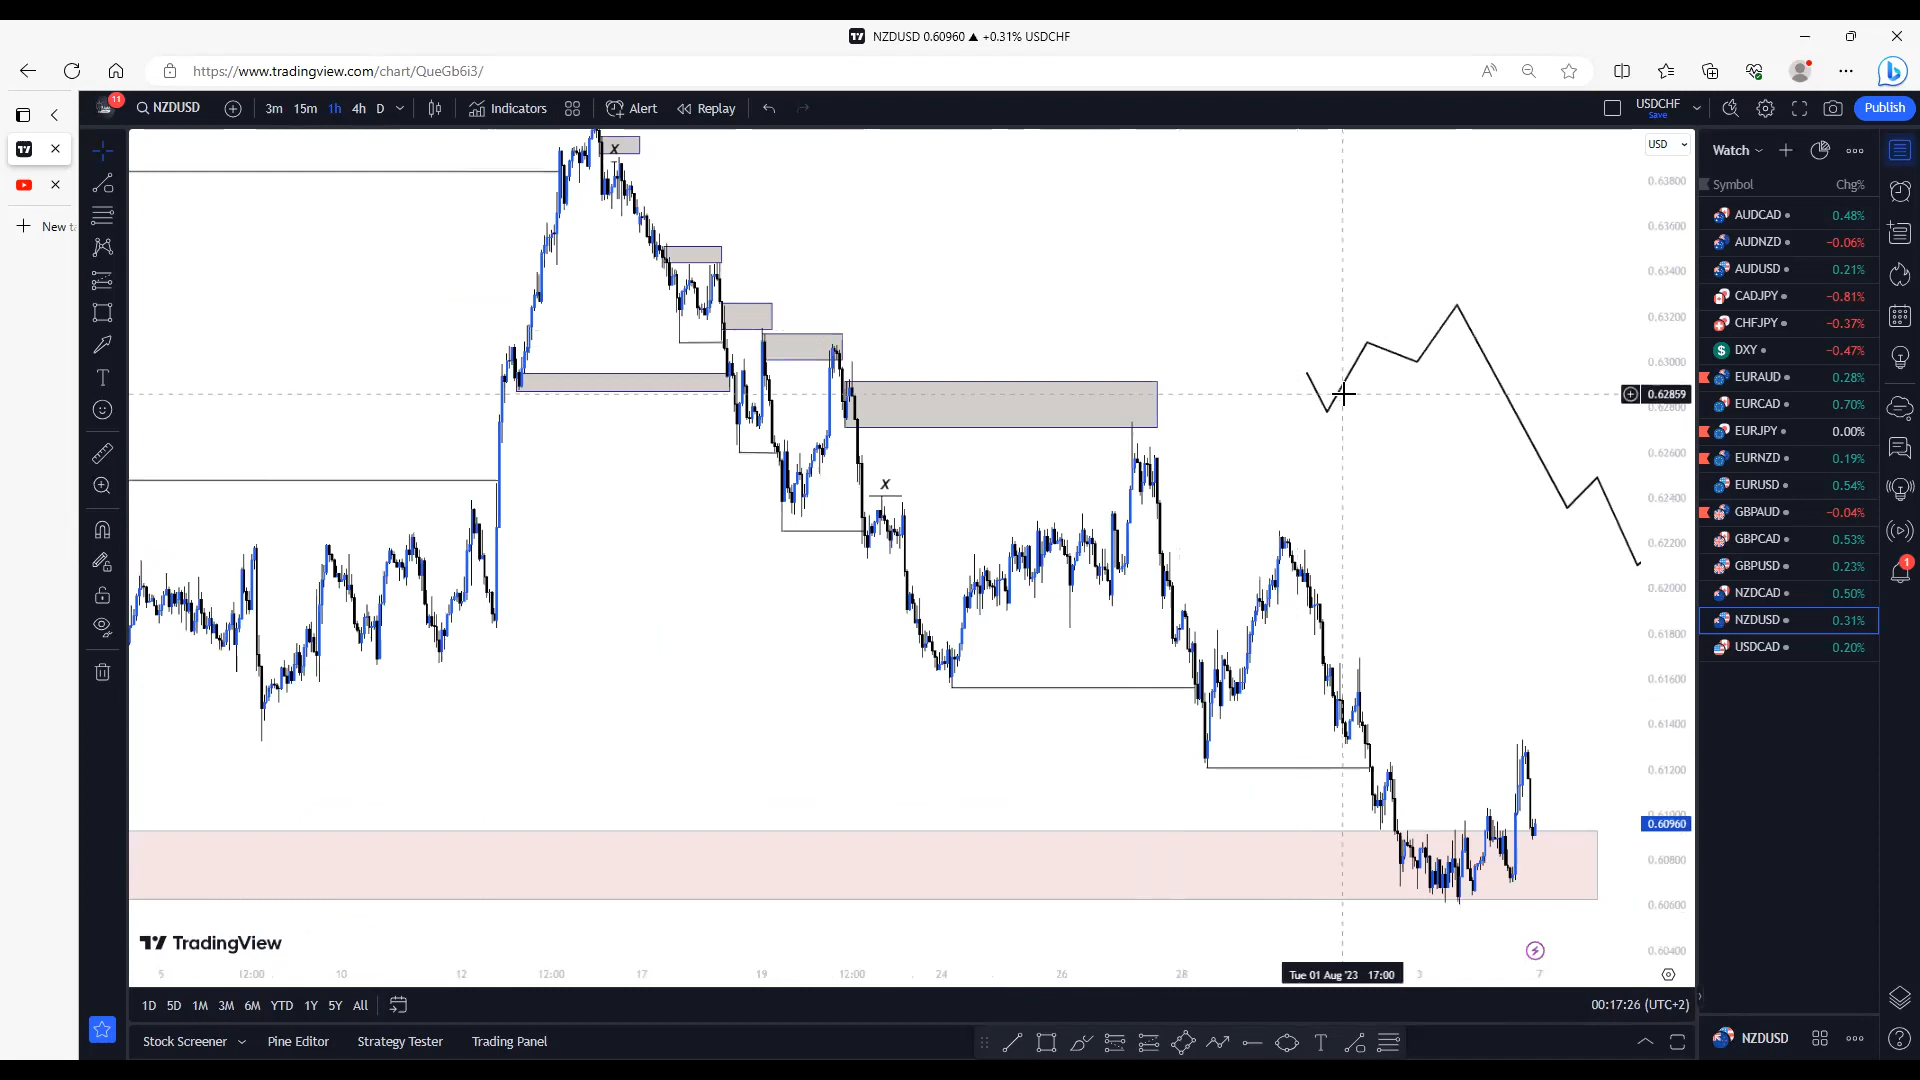 NZDUSD 0.60960 ▲ +0.31% USDCHF
https://www.tradingview.com/chart/QueGb6i3/
New ta
11
NZDUSD
3m 15m 1h 4h D
Indicators
Alert
Replay
USDCHF
Save
Publish
USD
Watch
Symbol Chg%
AUDCAD 0.48%
AUDNZD −0.06%
AUDUSD 0.21%
CADJPY −0.81%
CHFJPY −0.37%
DXY −0.47%
EURAUD 0.28%
EURCAD 0.70%
EURJPY 0.00%
EURNZD 0.19%
EURUSD 0.54%
GBPAUD −0.04%
GBPCAD 0.53%
GBPUSD 0.23%
NZDCAD 0.50%
NZDUSD 0.31%
USDCAD 0.20%
1
X
X
0.63800
0.63600
0.63400
0.63200
0.63000
0.62859
0.62800
0.62600
0.62400
0.62200
0.62000
0.61800
0.61600
0.61400
0.61200
0.60960
0.60800
0.60600
0.60400
TradingView
5 12:00 10 12 12:00 17 19 12:00 24 26 28 Tue 01 Aug '23 17:00 3 7
1D 5D 1M 3M 6M YTD 1Y 5Y All
00:17:26 (UTC+2)
Stock Screener Pine Editor Strategy Tester Trading Panel
NZDUSD